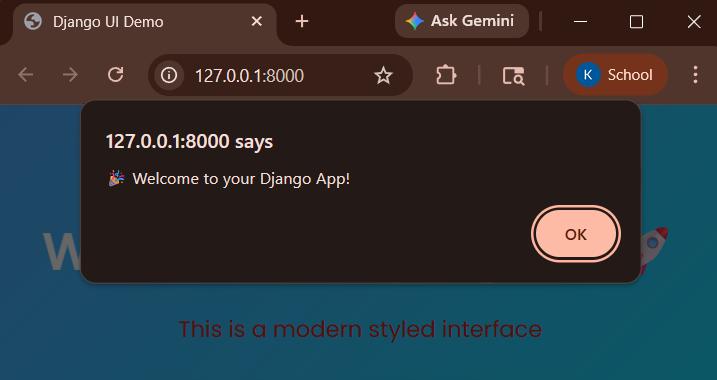 Django UI Demo
Ask Gemini
127.0.0.1:8000
K
School
127.0.0.1:8000 says
🎉 Welcome to your Django App!
OK
W
This is a modern styled interface